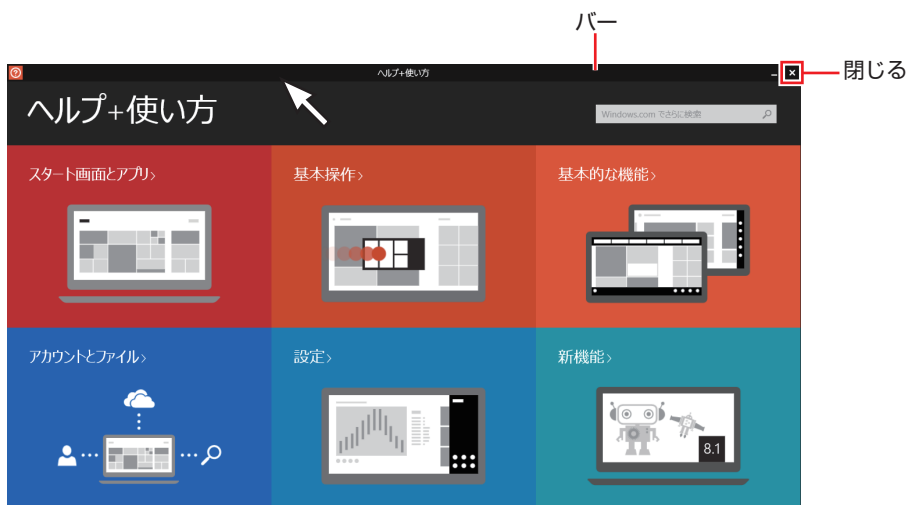 バー
閉じる
ヘルプ+使い方
ヘルプ+使い方
Windows.com でさらに検索
スタート画面とアプリ›
基本操作›
基本的な機能›
アカウントとファイル›
設定›
新機能›
8.1